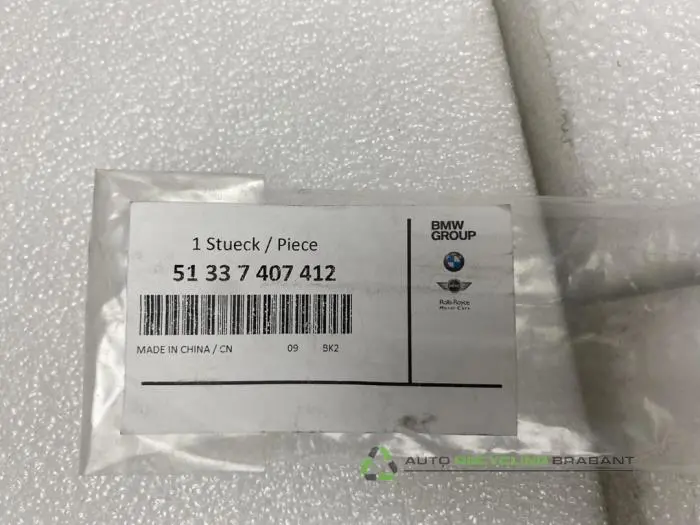 1 Stueck / Piece
51 33 7 407 412
MADE IN CHINA / CN 09 BK2
BMW
GROUP
Rolls-Royce
Motor Cars
AUTO RECYCLING BRABANT